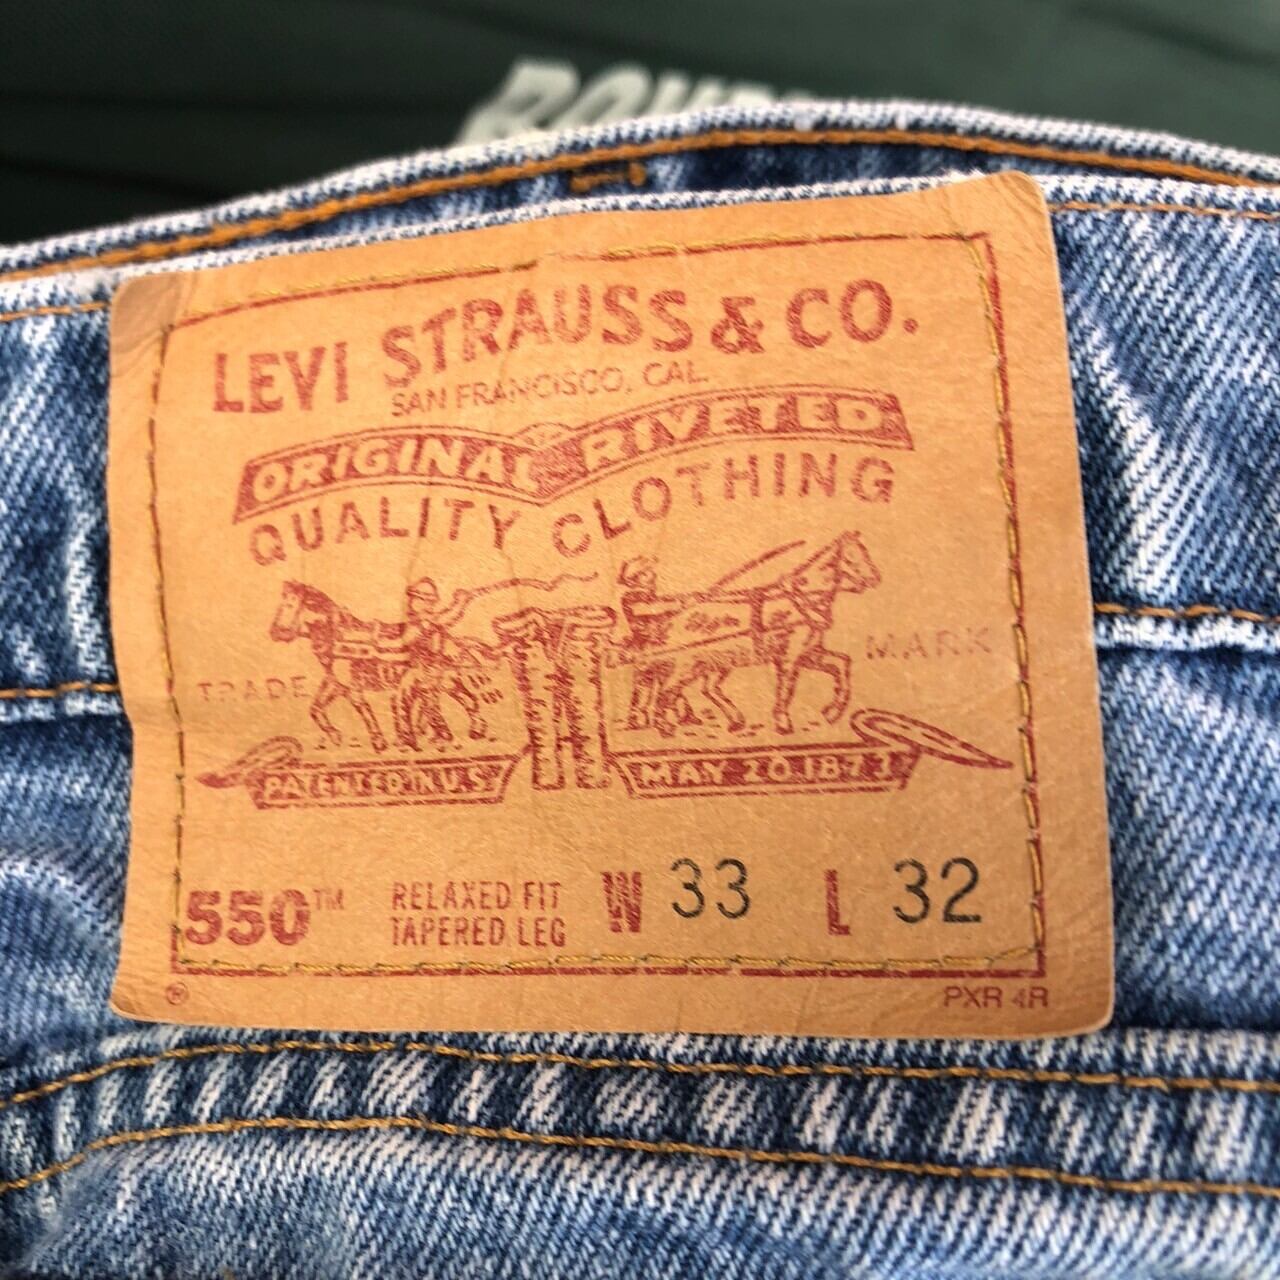 LEVI STRAUSS & CO.
SAN FRANCISCO, CAL.
ORIGINAL RIVETED
QUALITY CLOTHING
TRADE MARK
PATENTED IN U.S. MAY 20 1873
550™ RELAXED FIT W 33 L 32
TAPERED LEG
® PXR 4R